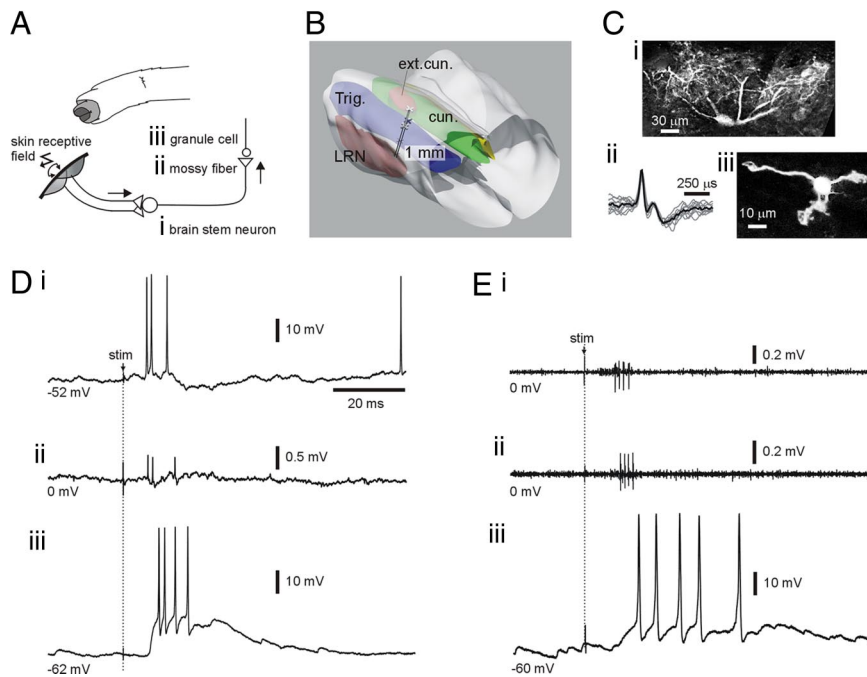 A
skin receptive
field
iii granule cell
ii mossy fiber
i brain stem neuron
B
ext.cun.
Trig.
cun.
LRN
1 mm
C
i
30 µm
ii
250 µs
iii
10 µm
D i
stim
10 mV
-52 mV
20 ms
ii
0.5 mV
0 mV
iii
10 mV
-62 mV
E i
stim
0.2 mV
0 mV
ii
0.2 mV
0 mV
iii
10 mV
-60 mV